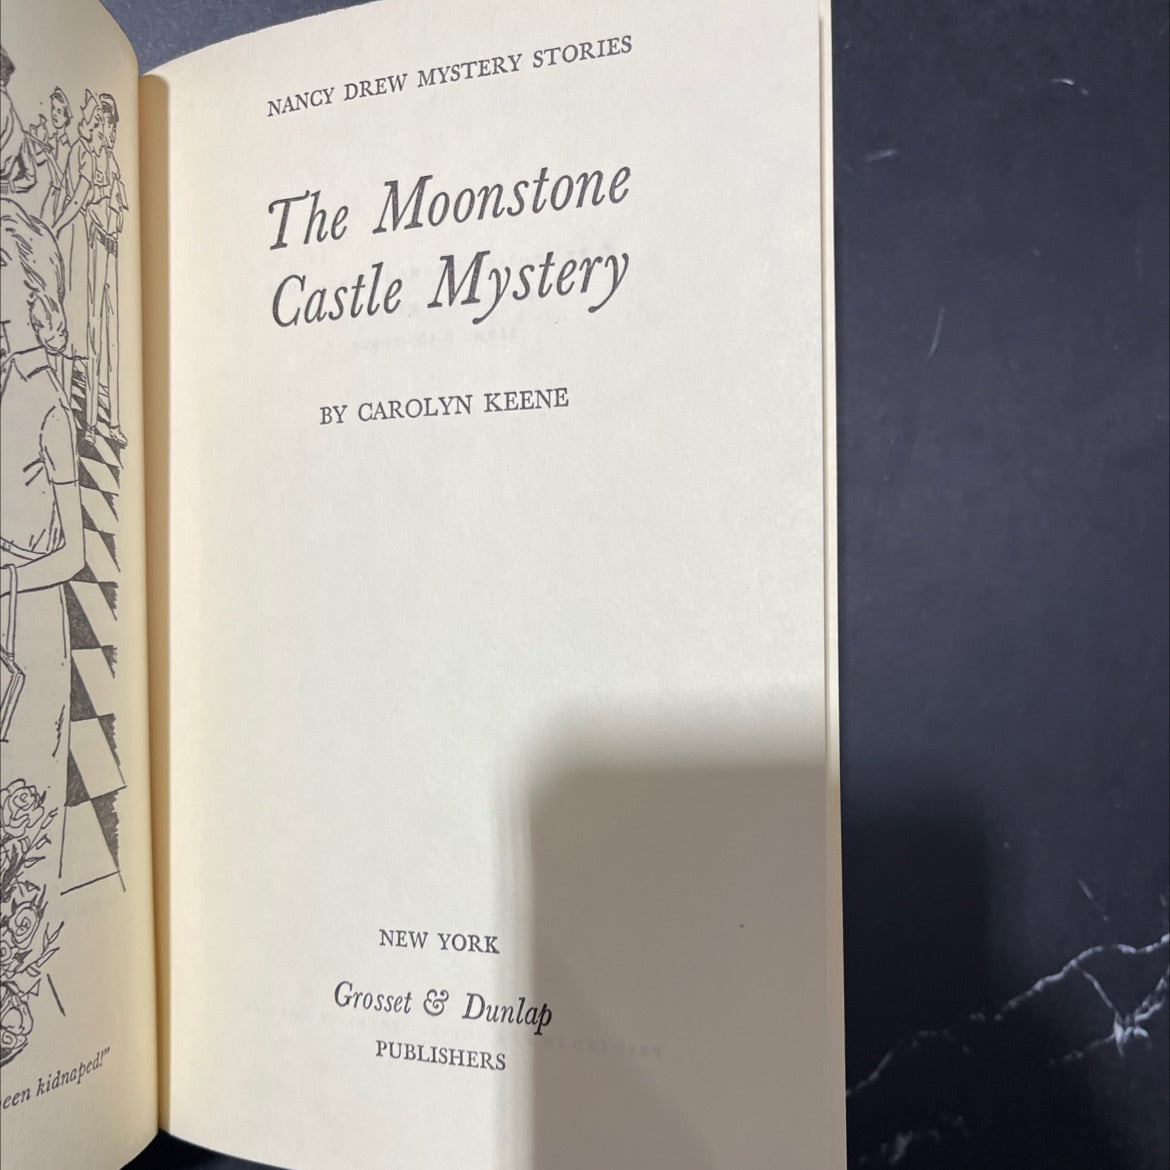 NANCY DREW MYSTERY STORIES
The Moonstone
Castle Mystery
BY CAROLYN KEENE
NEW YORK
Grosset & Dunlap
PUBLISHERS
een kidnaped!"